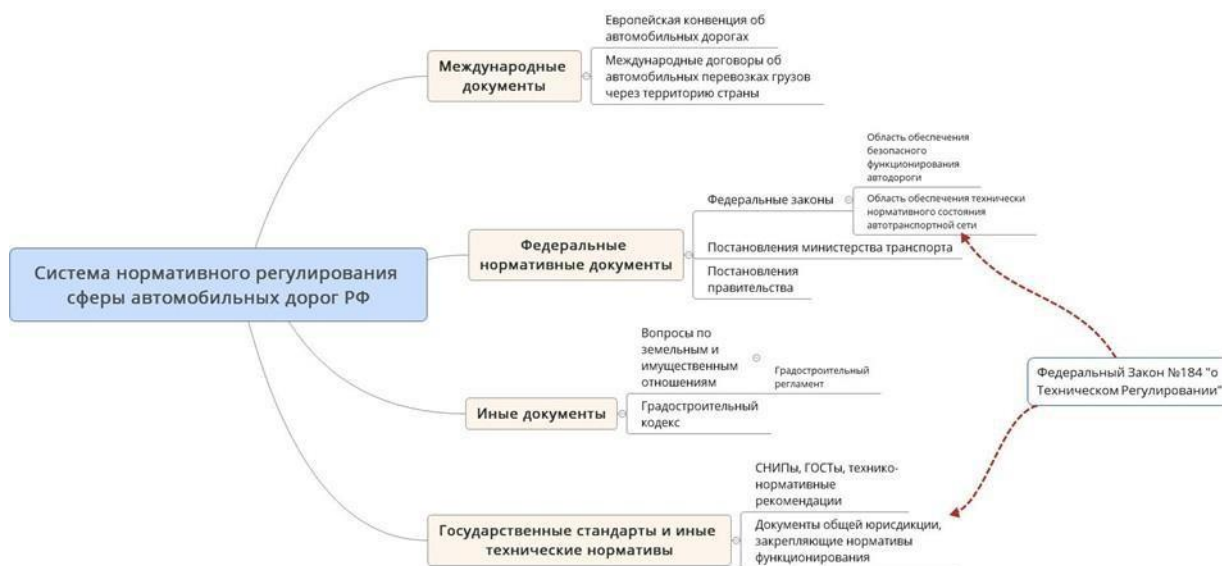 Европейская конвенция об
автомобильных дорогах
Международные
документы
Международные договоры об
автомобильных перевозках грузов
через территорию страны
Область обеспечения
безопасного
функционирования
автодороги
Федеральные законы
Область обеспечения технически
нормативного состояния
автотранспортной сети
Федеральные
нормативные документы
Постановления министерства транспорта
Постановления
правительства
Система нормативного регулирования
сферы автомобильных дорог РФ
Вопросы по
земельным и
имущественным
отношениям
Градостроительный
регламент
Иные документы
Градостроительный
кодекс
Федеральный Закон №184 "о
Техническом Регулировании"
СНИПы, ГОСТы, технико-
нормативные
рекомендации
Государственные стандарты и иные
технические нормативы
Документы общей юрисдикции,
закрепляющие нормативы
функционирования